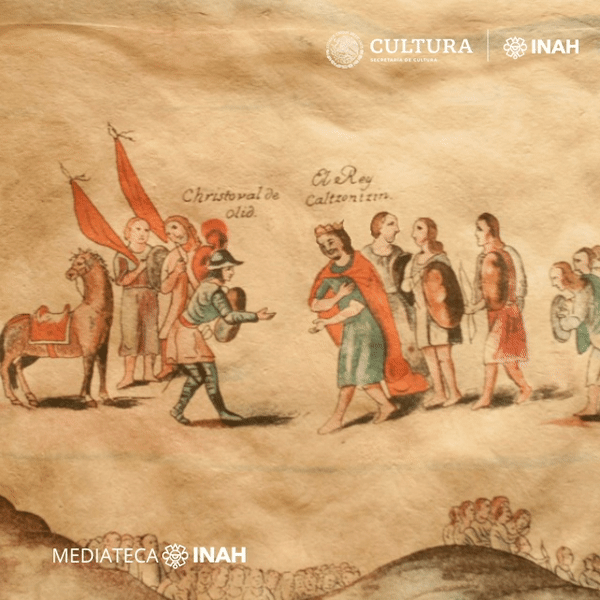 CULTURA
SECRETARÍA DE CULTURA
INAH
Christoval de
Olid.
El Rey
Caltzontzin.
MEDIATECA INAH